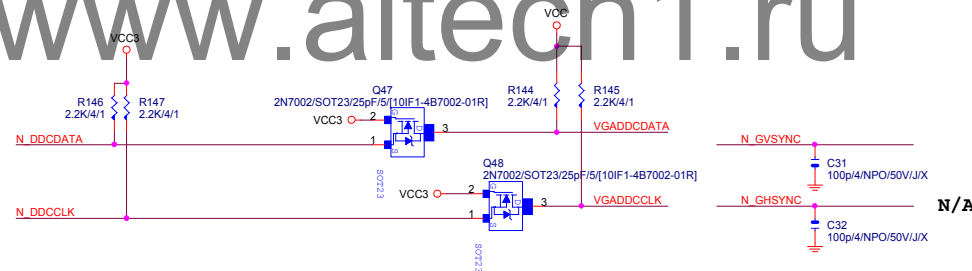 www.altech1.ru
VCC3
VCC
R146
2.2K/4/1
R147
2.2K/4/1
Q47
2N7002/SOT23/25pF/5/[10IF1-4B7002-01R]
R144
2.2K/4/1
R145
2.2K/4/1
VCC3
2
G
D
S
1
3
N_DDCDATA
VGADDCDATA
SOT23
N_GVSYNC
C31
100p/4/NPO/50V/J/X
Q48
2N7002/SOT23/25pF/5/[10IF1-4B7002-01R]
VCC3
2
G
D
S
1
3
N_DDCCLK
VGADDCCLK
SOT23
N_GHSYNC
N/A
C32
100p/4/NPO/50V/J/X